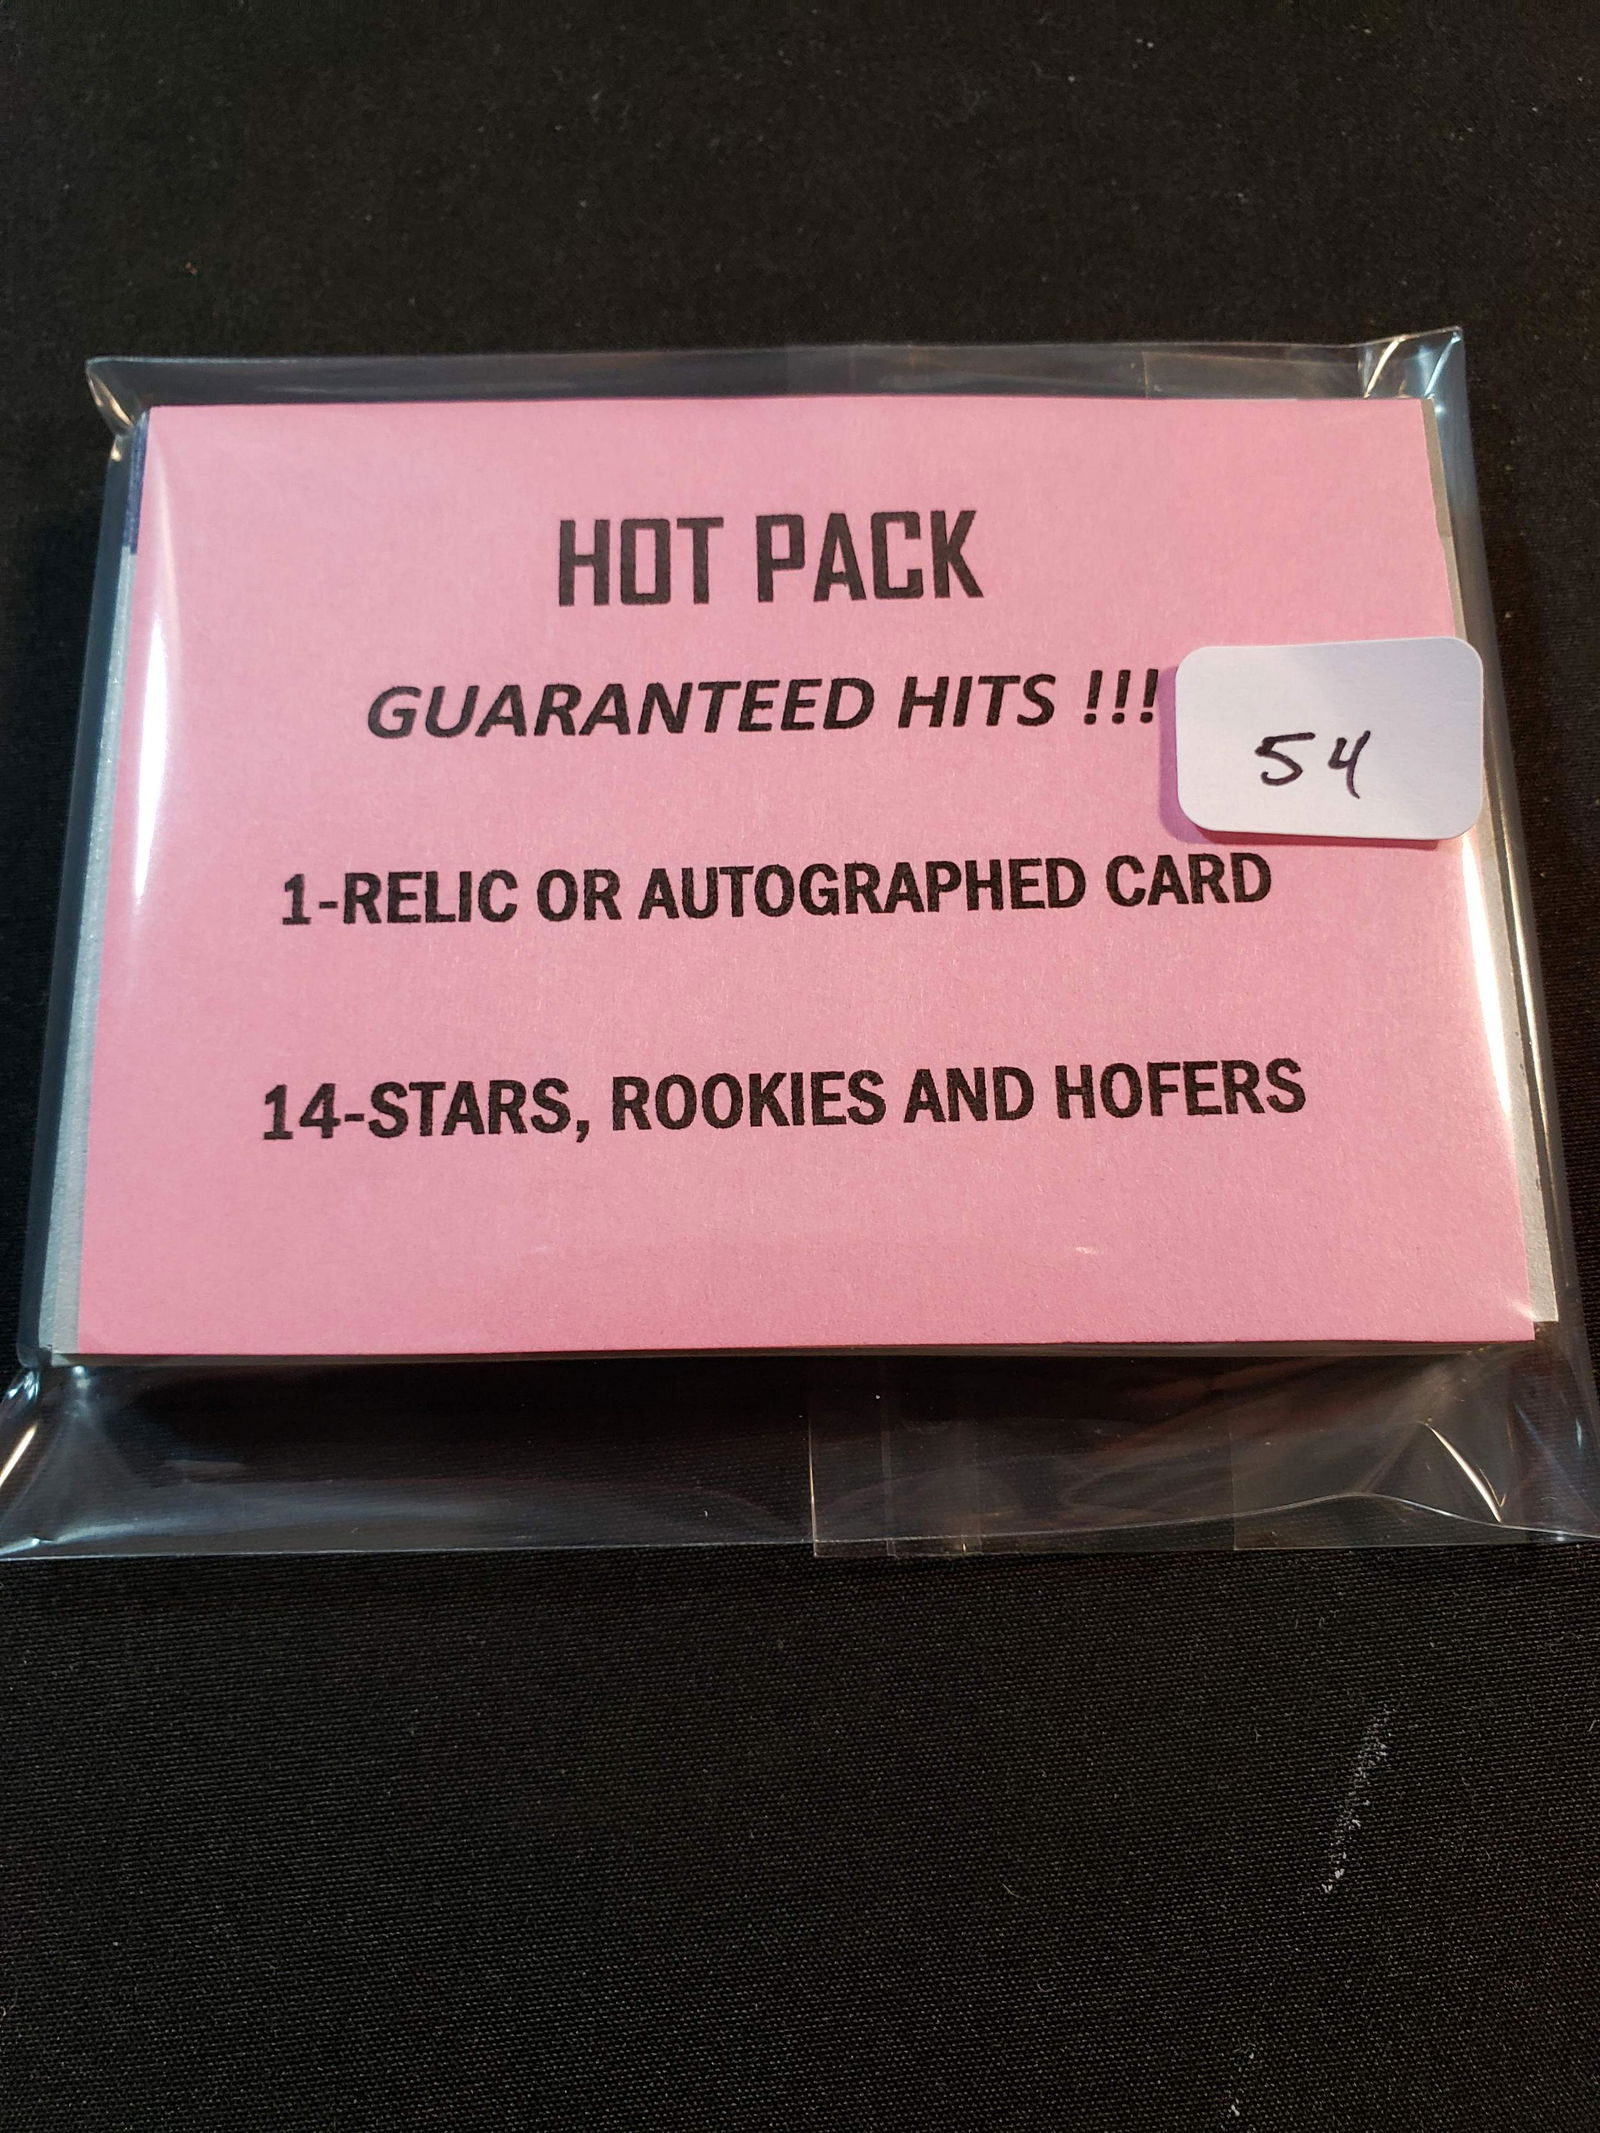 HOT PACK
GUARANTEED HITS !!!
54
1-RELIC OR AUTOGRAPHED CARD
14-STARS, ROOKIES AND HOFERS